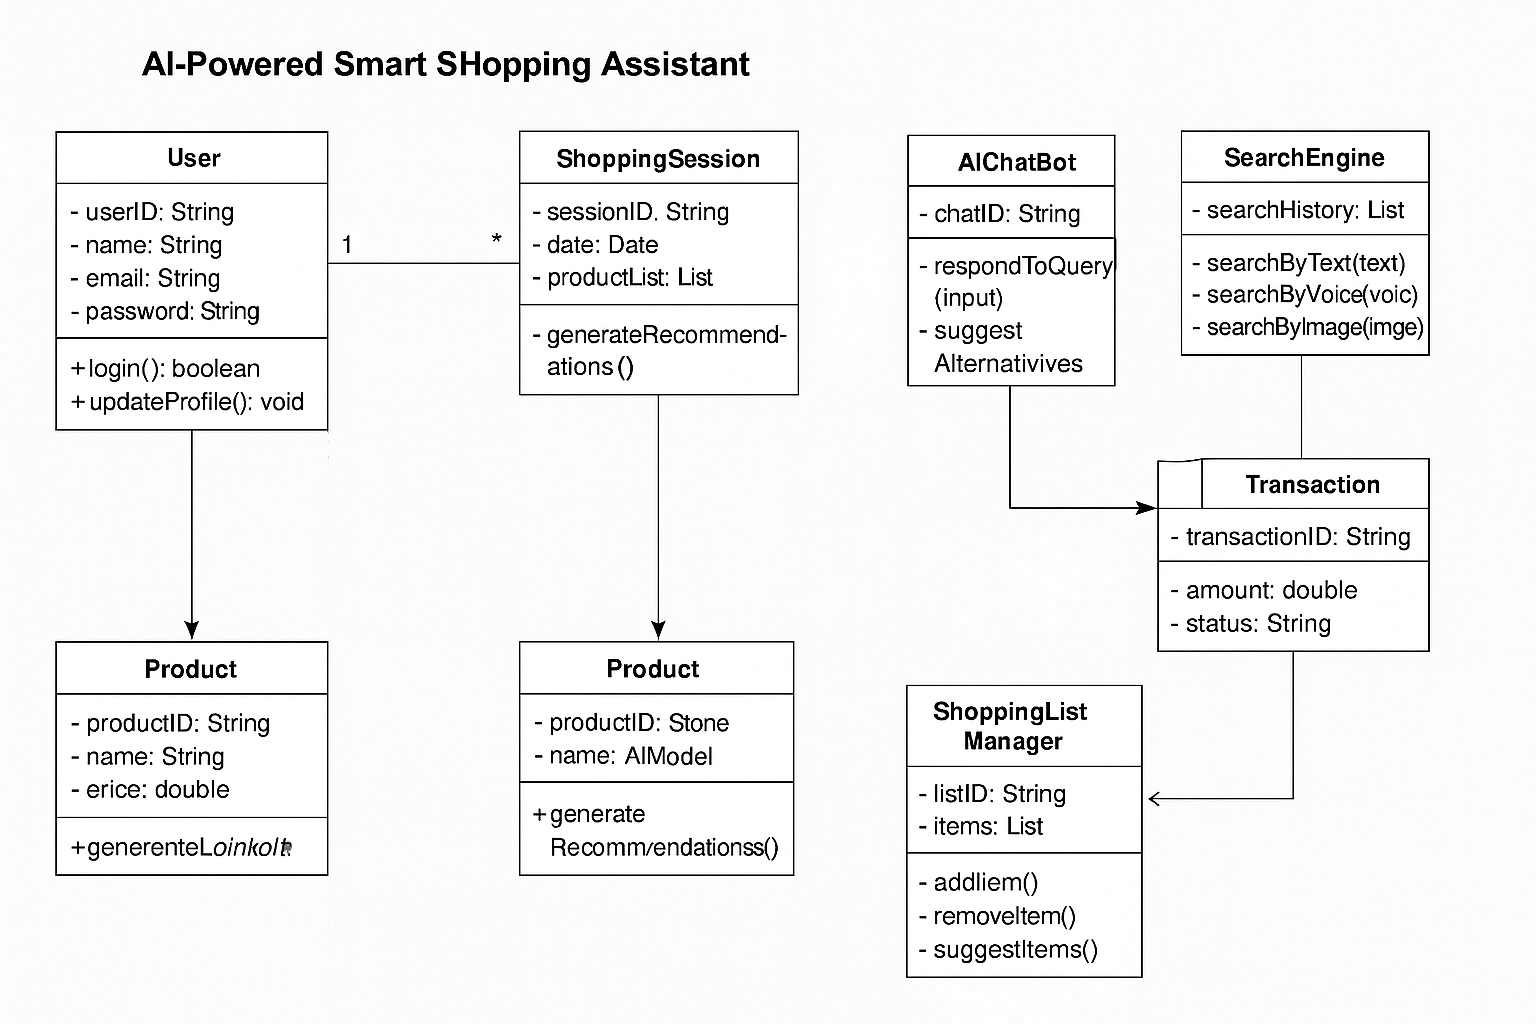 AI-Powered Smart SHopping Assistant
User
- userID: String
- name: String
- email: String
- password: String
+login(): boolean
+updateProfile(): void
1
*
ShoppingSession
- sessionID. String
- date: Date
- productList: List
- generateRecommend-
ations()
AIChatBot
- chatID: String
- respondToQuery
(input)
- suggest
Alternativives
SearchEngine
- searchHistory: List
- searchByText(text)
- searchByVoice(voic)
- searchByImage(imge)
Transaction
- transactionID: String
- amount: double
- status: String
Product
- productID: String
- name: String
- erice: double
Product
- productID: Stone
- name: AIModel
+generate
Recommendationss()
ShoppingList
Manager
- listID: String
- items: List
- addliem()
- removeItem()
- suggestItems()